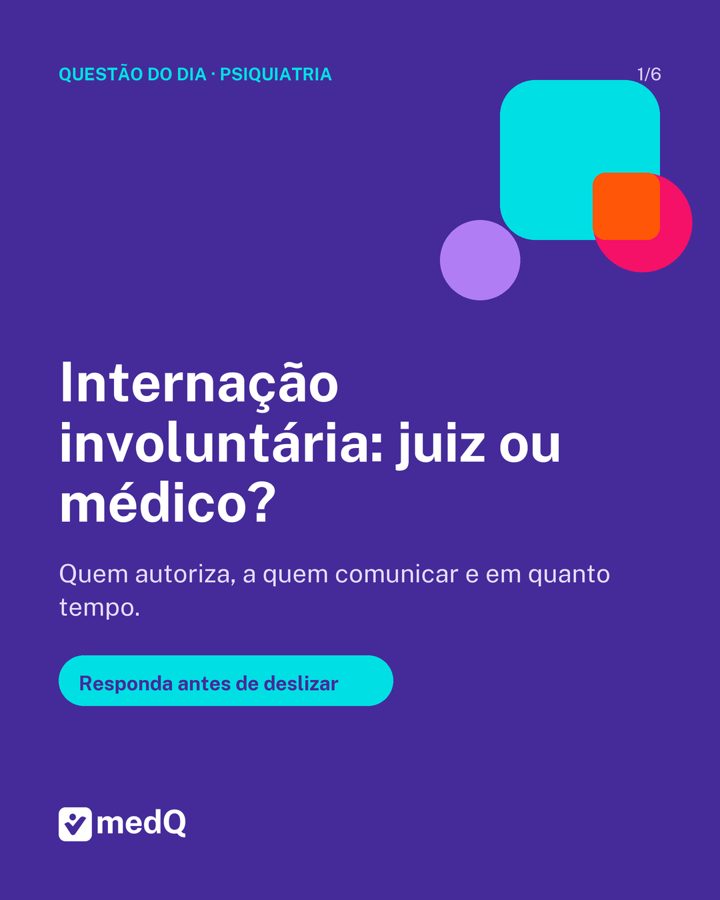 QUESTÃO DO DIA · PSIQUIATRIA
1/6
Internação
involuntária: juiz ou
médico?
Quem autoriza, a quem comunicar e em quanto
tempo.
Responda antes de deslizar
medQ